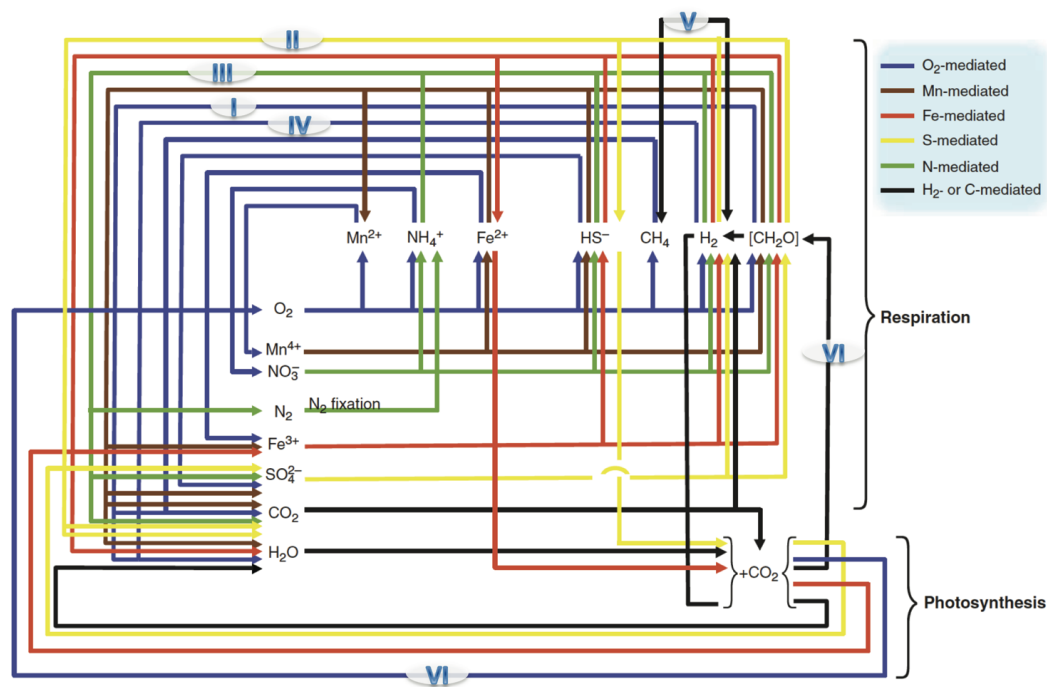 V
II
III
I
IV
O₂-mediated
Mn-mediated
Fe-mediated
S-mediated
N-mediated
H₂- or C-mediated
Mn²⁺ NH₄⁺ Fe²⁺ HS⁻ CH₄ H₂ [CH₂O]
O₂
Respiration
Mn⁴⁺
VI
NO₃⁻
N₂ N₂ fixation
Fe³⁺
SO₄²⁻
CO₂
H₂O
+CO₂
Photosynthesis
VI